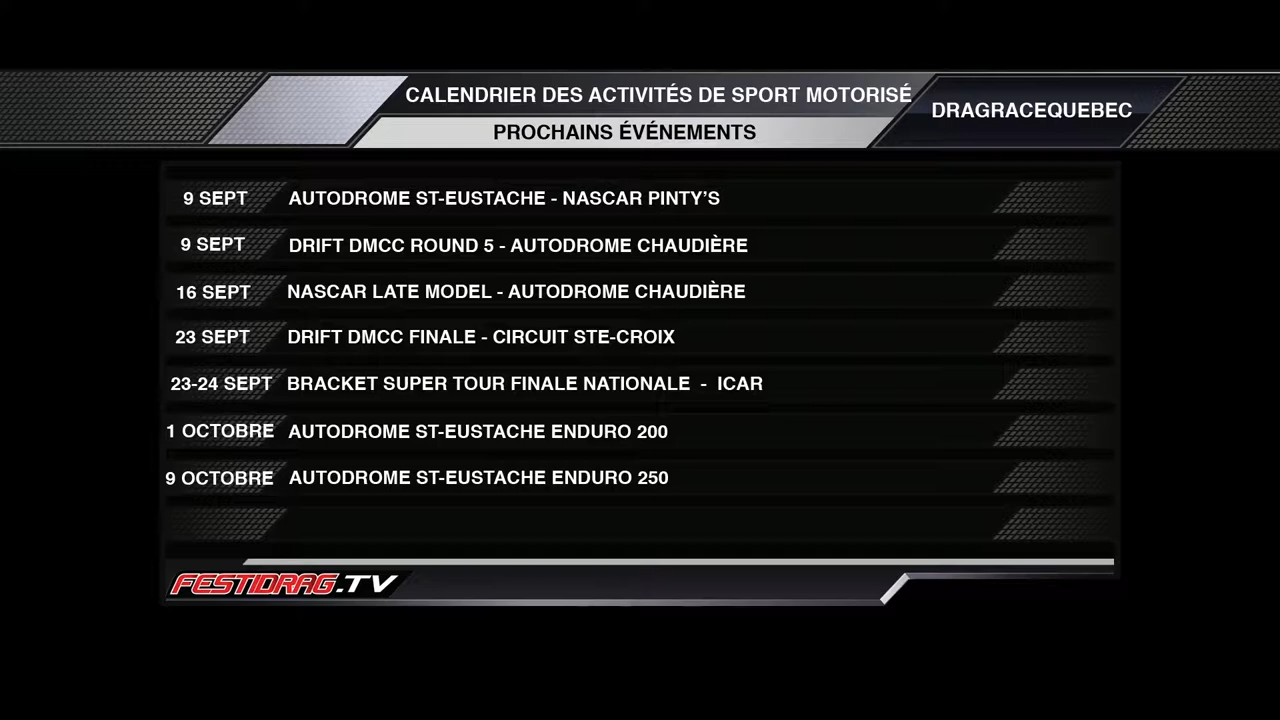 CALENDRIER DES ACTIVITÉS DE SPORT MOTORISÉ
DRAGRACEQUEBEC
PROCHAINS ÉVÉNEMENTS
9 SEPT AUTODROME ST-EUSTACHE - NASCAR PINTY'S
9 SEPT DRIFT DMCC ROUND 5 - AUTODROME CHAUDIÈRE
16 SEPT NASCAR LATE MODEL - AUTODROME CHAUDIÈRE
23 SEPT DRIFT DMCC FINALE - CIRCUIT STE-CROIX
23-24 SEPT BRACKET SUPER TOUR FINALE NATIONALE - ICAR
1 OCTOBRE AUTODROME ST-EUSTACHE ENDURO 200
9 OCTOBRE AUTODROME ST-EUSTACHE ENDURO 250
FESTIDRAG.TV